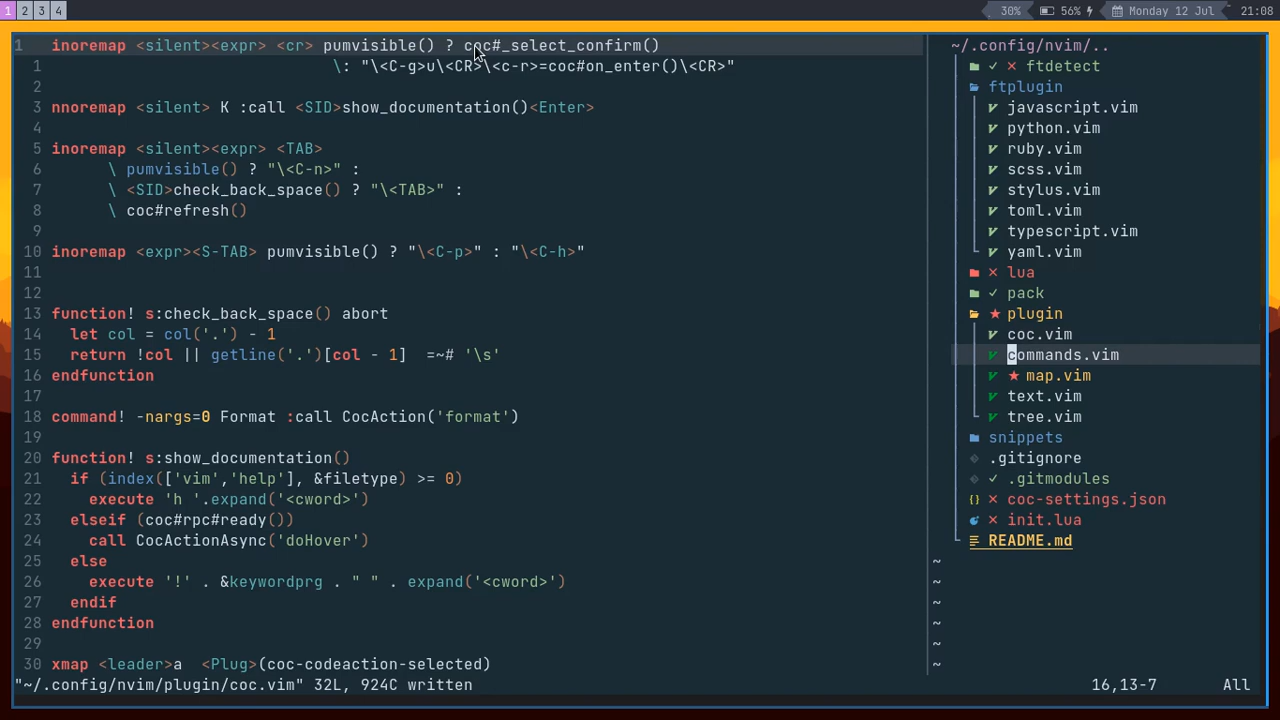 1 2 3 4 30% 56% Monday 12 Jul 21:08
1 inoremap <silent><expr> <cr> pumvisible() ? coc#_select_confirm()
1 \: "\<C-g>u\<CR>\<c-r>=coc#on_enter()\<CR>"
2
3 nnoremap <silent> K :call <SID>show_documentation()<Enter>
4
5 inoremap <silent><expr> <TAB>
6 \ pumvisible() ? "\<C-n>" :
7 \ <SID>check_back_space() ? "\<TAB>" :
8 \ coc#refresh()
9
10 inoremap <expr><S-TAB> pumvisible() ? "\<C-p>" : "\<C-h>"
11
12
13 function! s:check_back_space() abort
14 let col = col('.') - 1
15 return !col || getline('.')[col - 1]  =~# '\s'
16 endfunction
17
18 command! -nargs=0 Format :call CocAction('format')
19
20 function! s:show_documentation()
21 if (index(['vim','help'], &filetype) >= 0)
22 execute 'h '.expand('<cword>')
23 elseif (coc#rpc#ready())
24 call CocActionAsync('doHover')
25 else
26 execute '!' . &keywordprg . " " . expand('<cword>')
27 endif
28 endfunction
29
30 xmap <leader>a  <Plug>(coc-codeaction-selected)
~/.config/nvim/..
✓ ✕ ftdetect
ftplugin
javascript.vim
python.vim
ruby.vim
scss.vim
stylus.vim
toml.vim
typescript.vim
yaml.vim
✕ lua
✓ pack
★ plugin
coc.vim
commands.vim
★ map.vim
text.vim
tree.vim
snippets
.gitignore
✓ .gitmodules
{} ✕ coc-settings.json
✕ init.lua
README.md
~
~
~
~
~
~
"~/.config/nvim/plugin/coc.vim" 32L, 924C written 16,13-7 All